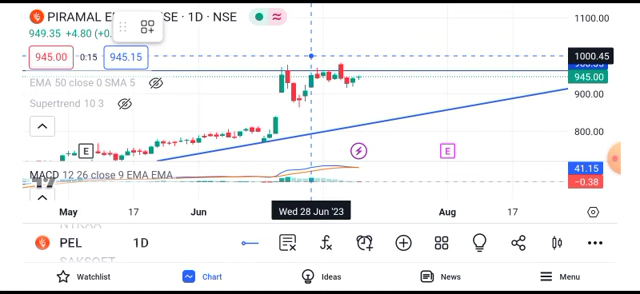 PIRAMAL E SE · 1D · NSE
949.35 +4.80 (+0.
945.00 0.15 945.15
EMA 50 close 0 SMA 5
Supertrend 10 3
1100.00
1000.45
945.00
900.00
800.00
E
E
MACD 12 26 close 9 EMA EMA
41.15
-0.38
May 17 Jun Wed 28 Jun '23 Aug 17
PEL 1D
Watchlist Chart Ideas News Menu